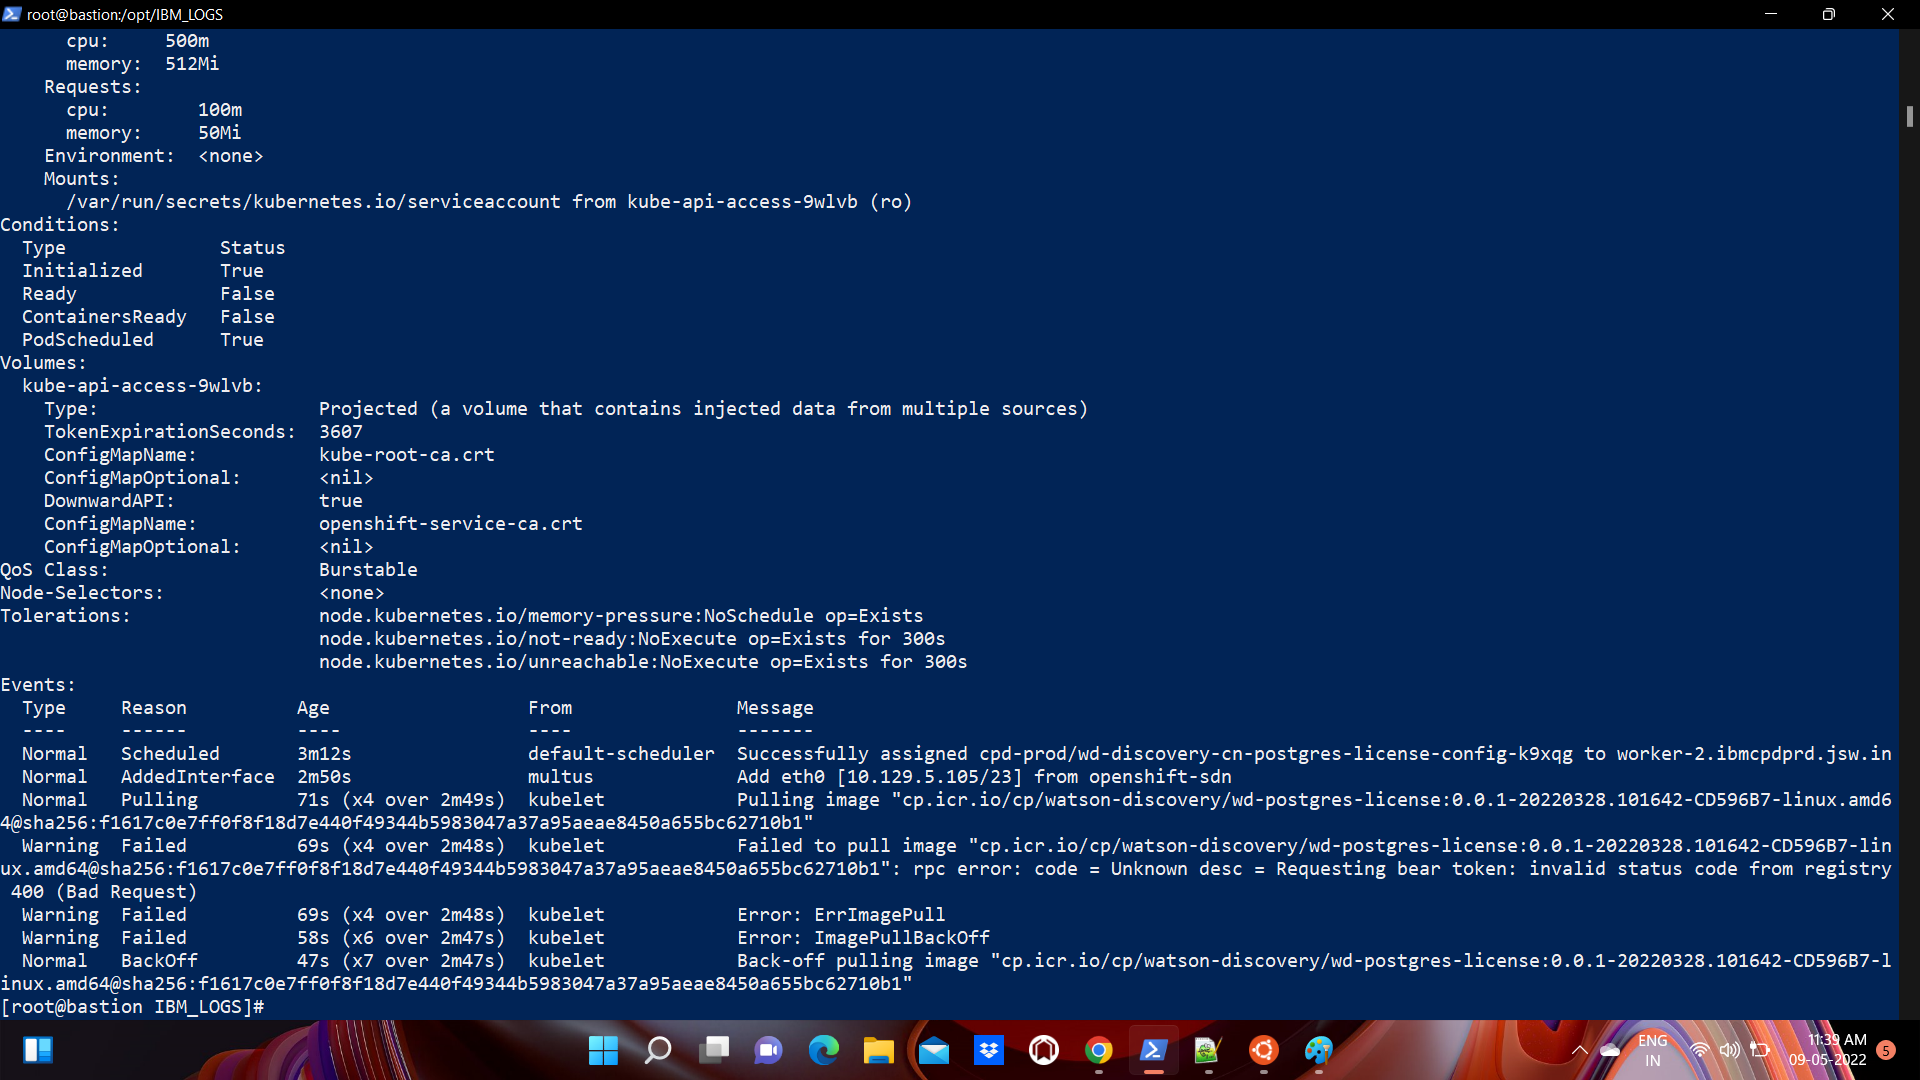 root@bastion:/opt/IBM_LOGS
cpu: 500m
memory: 512Mi
Requests:
cpu: 100m
memory: 50Mi
Environment: <none>
Mounts:
/var/run/secrets/kubernetes.io/serviceaccount from kube-api-access-9wlvb (ro)
Conditions:
Type Status
Initialized True
Ready False
ContainersReady False
PodScheduled True
Volumes:
kube-api-access-9wlvb:
Type: Projected (a volume that contains injected data from multiple sources)
TokenExpirationSeconds: 3607
ConfigMapName: kube-root-ca.crt
ConfigMapOptional: <nil>
DownwardAPI: true
ConfigMapName: openshift-service-ca.crt
ConfigMapOptional: <nil>
QoS Class: Burstable
Node-Selectors: <none>
Tolerations: node.kubernetes.io/memory-pressure:NoSchedule op=Exists
node.kubernetes.io/not-ready:NoExecute op=Exists for 300s
node.kubernetes.io/unreachable:NoExecute op=Exists for 300s
Events:
Type Reason Age From Message
---- ------ ---- ---- -------
Normal Scheduled 3m12s default-scheduler Successfully assigned cpd-prod/wd-discovery-cn-postgres-license-config-k9xqg to worker-2.ibmcpdprd.jsw.in
Normal AddedInterface 2m50s multus Add eth0 [10.129.5.105/23] from openshift-sdn
Normal Pulling 71s (x4 over 2m49s) kubelet Pulling image "cp.icr.io/cp/watson-discovery/wd-postgres-license:0.0.1-20220328.101642-CD596B7-linux.amd6
4@sha256:f1617c0e7ff0f8f18d7e440f49344b5983047a37a95aeae8450a655bc62710b1"
Warning Failed 69s (x4 over 2m48s) kubelet Failed to pull image "cp.icr.io/cp/watson-discovery/wd-postgres-license:0.0.1-20220328.101642-CD596B7-lin
ux.amd64@sha256:f1617c0e7ff0f8f18d7e440f49344b5983047a37a95aeae8450a655bc62710b1": rpc error: code = Unknown desc = Requesting bear token: invalid status code from registry
400 (Bad Request)
Warning Failed 69s (x4 over 2m48s) kubelet Error: ErrImagePull
Warning Failed 58s (x6 over 2m47s) kubelet Error: ImagePullBackOff
Normal BackOff 47s (x7 over 2m47s) kubelet Back-off pulling image "cp.icr.io/cp/watson-discovery/wd-postgres-license:0.0.1-20220328.101642-CD596B7-l
inux.amd64@sha256:f1617c0e7ff0f8f18d7e440f49344b5983047a37a95aeae8450a655bc62710b1"
[root@bastion IBM_LOGS]#
ENG
IN
11:39 AM
09-05-2022
5